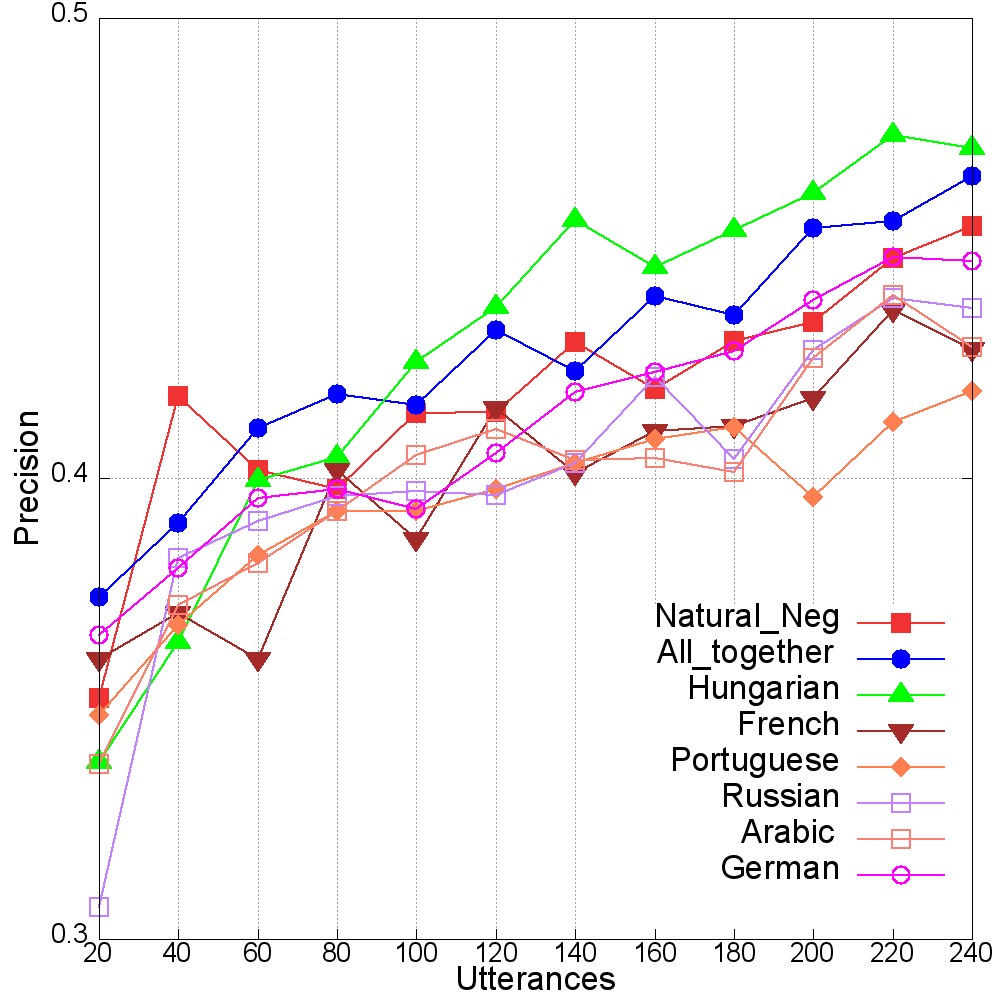 0.5
0.4
0.3
Precision
Natural_Neg
All_together
Hungarian
French
Portuguese
Russian
Arabic
German
20 40 60 80 100 120 140 160 180 200 220 240
Utterances